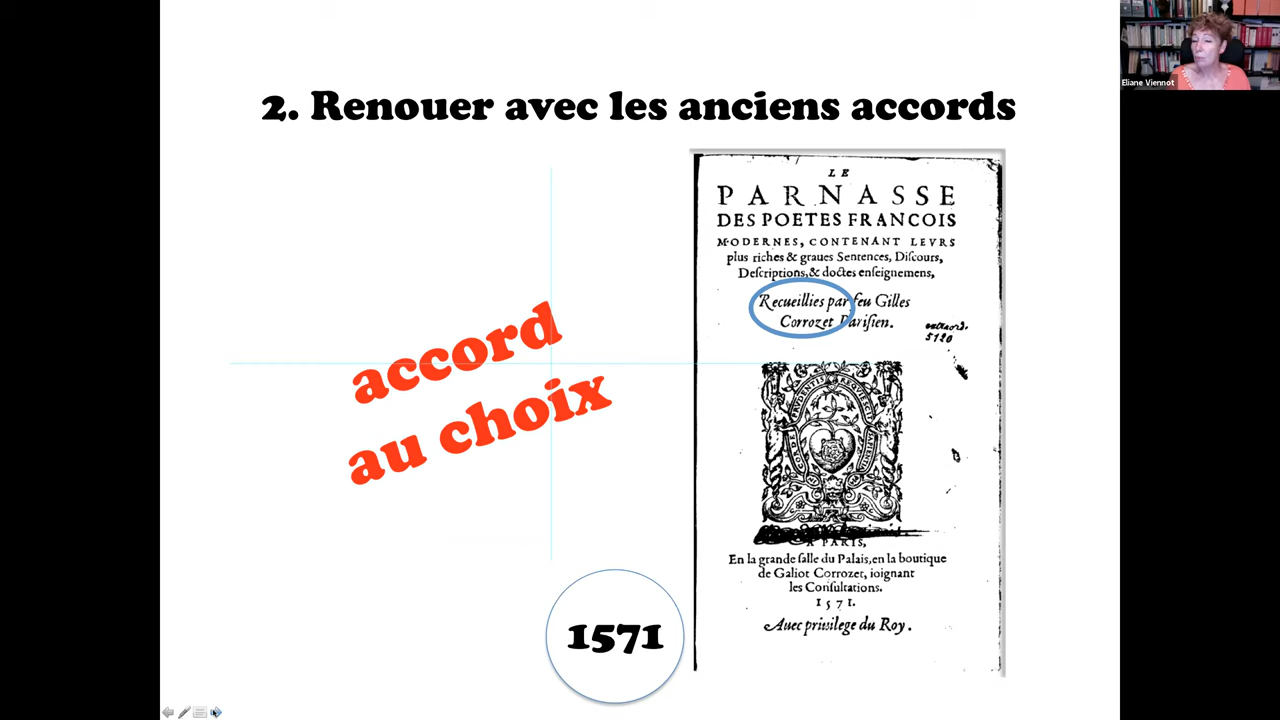 Eliane Viennot
2. Renouer avec les anciens accords
accord
au choix
1571
LE
PARNASSE
DES POETES FRANCOIS
MODERNES, CONTENANT LEVRS
plus riches & graues Sentences, Diſcours,
Deſcriptions, & doctes enſeignemens,
Recueillies par feu Gilles
Corrozet Pariſien.
extraord.
5120
A PARIS,
En la grande ſalle du Palais, en la boutique
de Galiot Corrozet, ioignant
les Conſultations.
1571.
Auec priuilege du Roy.